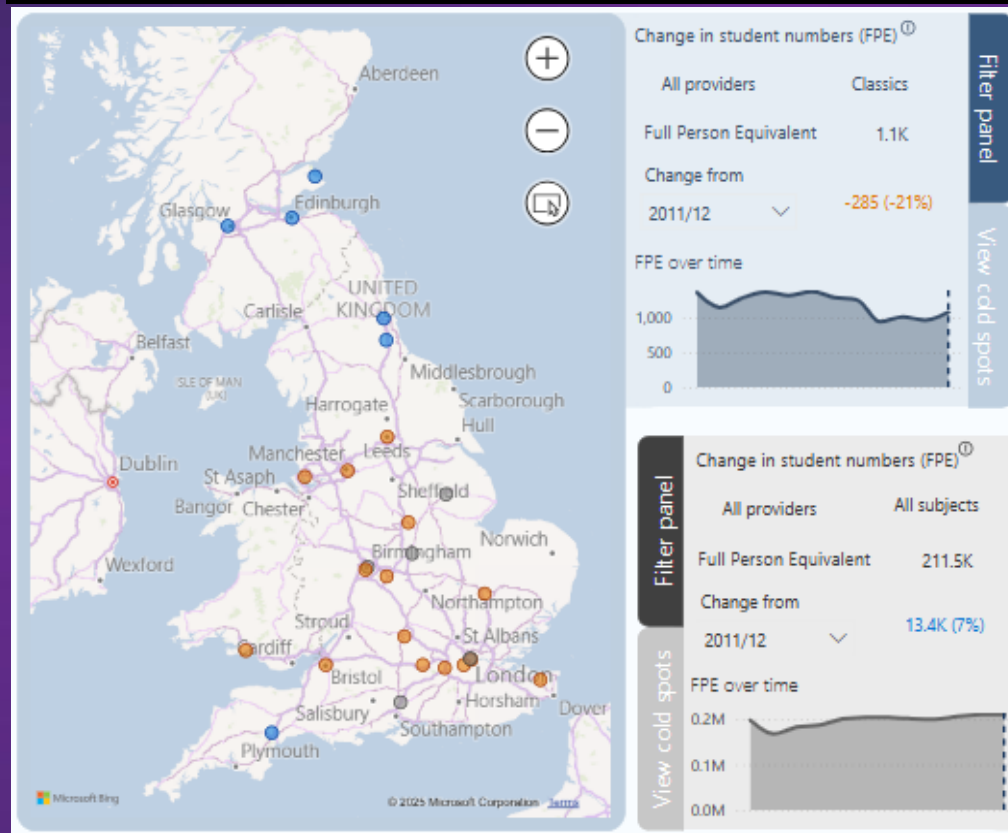 Aberdeen
Glasgow
Edinburgh
UNITED
KINGDOM
Carlisle
Belfast
SLE OF MAN
(UK)
Middlesbrough
Scarborough
Harrogate
Hull
Manchester
Leeds
Dublin
St Asaph
Sheffield
Bangor
Chester
Norwich
Birmingham
Wexford
Northampton
Stroud
St Albans
Cardiff
London
Bristol
Horsham
Dover
Salisbury
Southampton
Plymouth
Microsoft Bing
© 2025 Microsoft Corporation Terms
Change in student numbers (FPE)
All providers Classics
Full Person Equivalent 1.1K
Change from
2011/12 -285 (-21%)
FPE over time
1,000
500
0
Filter panel
View cold spots
Filter panel
View cold spots
Change in student numbers (FPE)
All providers All subjects
Full Person Equivalent 211.5K
Change from
2011/12 13.4K (7%)
FPE over time
0.2M
0.1M
0.0M